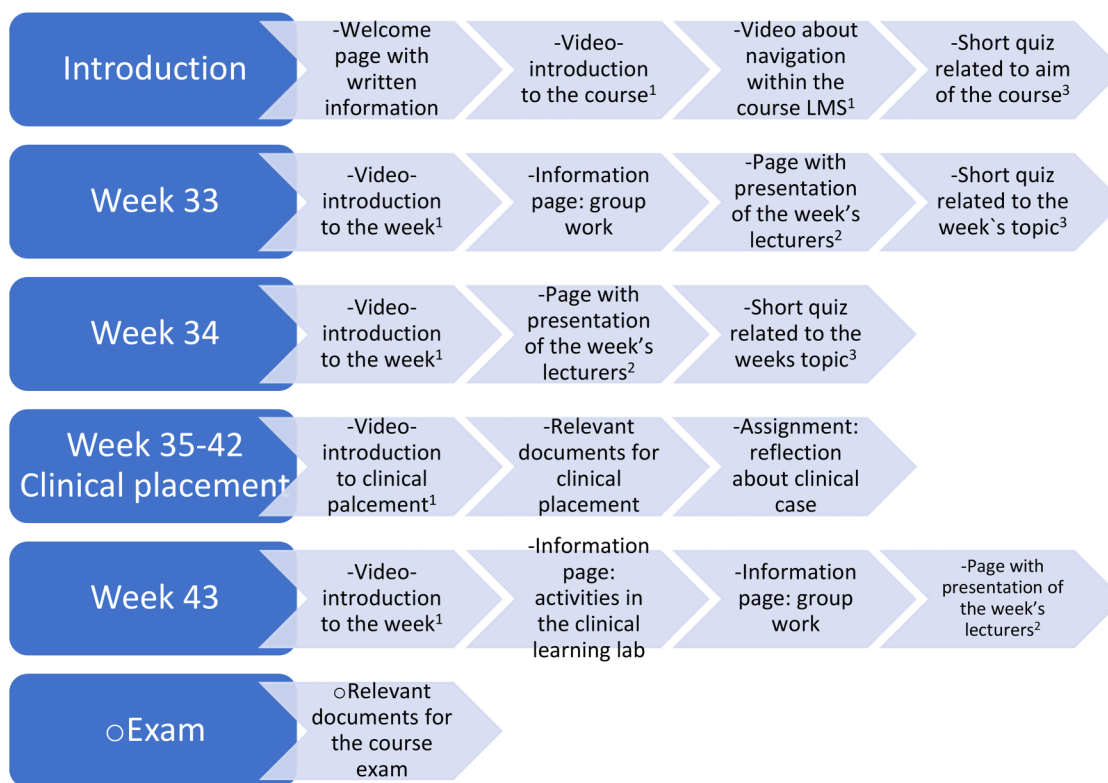 Introduction
-Welcome
page with
written
information
-Video-
introduction
to the course¹
-Video about
navigation
within the
course LMS¹
-Short quiz
related to aim
of the course³
Week 33
-Video-
introduction
to the week¹
-Information
page: group
work
-Page with
presentation
of the week’s
lecturers²
-Short quiz
related to the
week`s topic³
Week 34
-Video-
introduction
to the week¹
-Page with
presentation
of the week’s
lecturers²
-Short quiz
related to the
weeks topic³
Week 35-42
Clinical placement
-Video-
introduction
to clinical
palcement¹
-Relevant
documents for
clinical
placement
-Assignment:
reflection
about clinical
case
Week 43
-Video-
introduction
to the week¹
-Information
page:
activities in
the clinical
learning lab
-Information
page: group
work
-Page with
presentation of
the week’s
lecturers²
○Exam
○Relevant
documents for
the course
exam